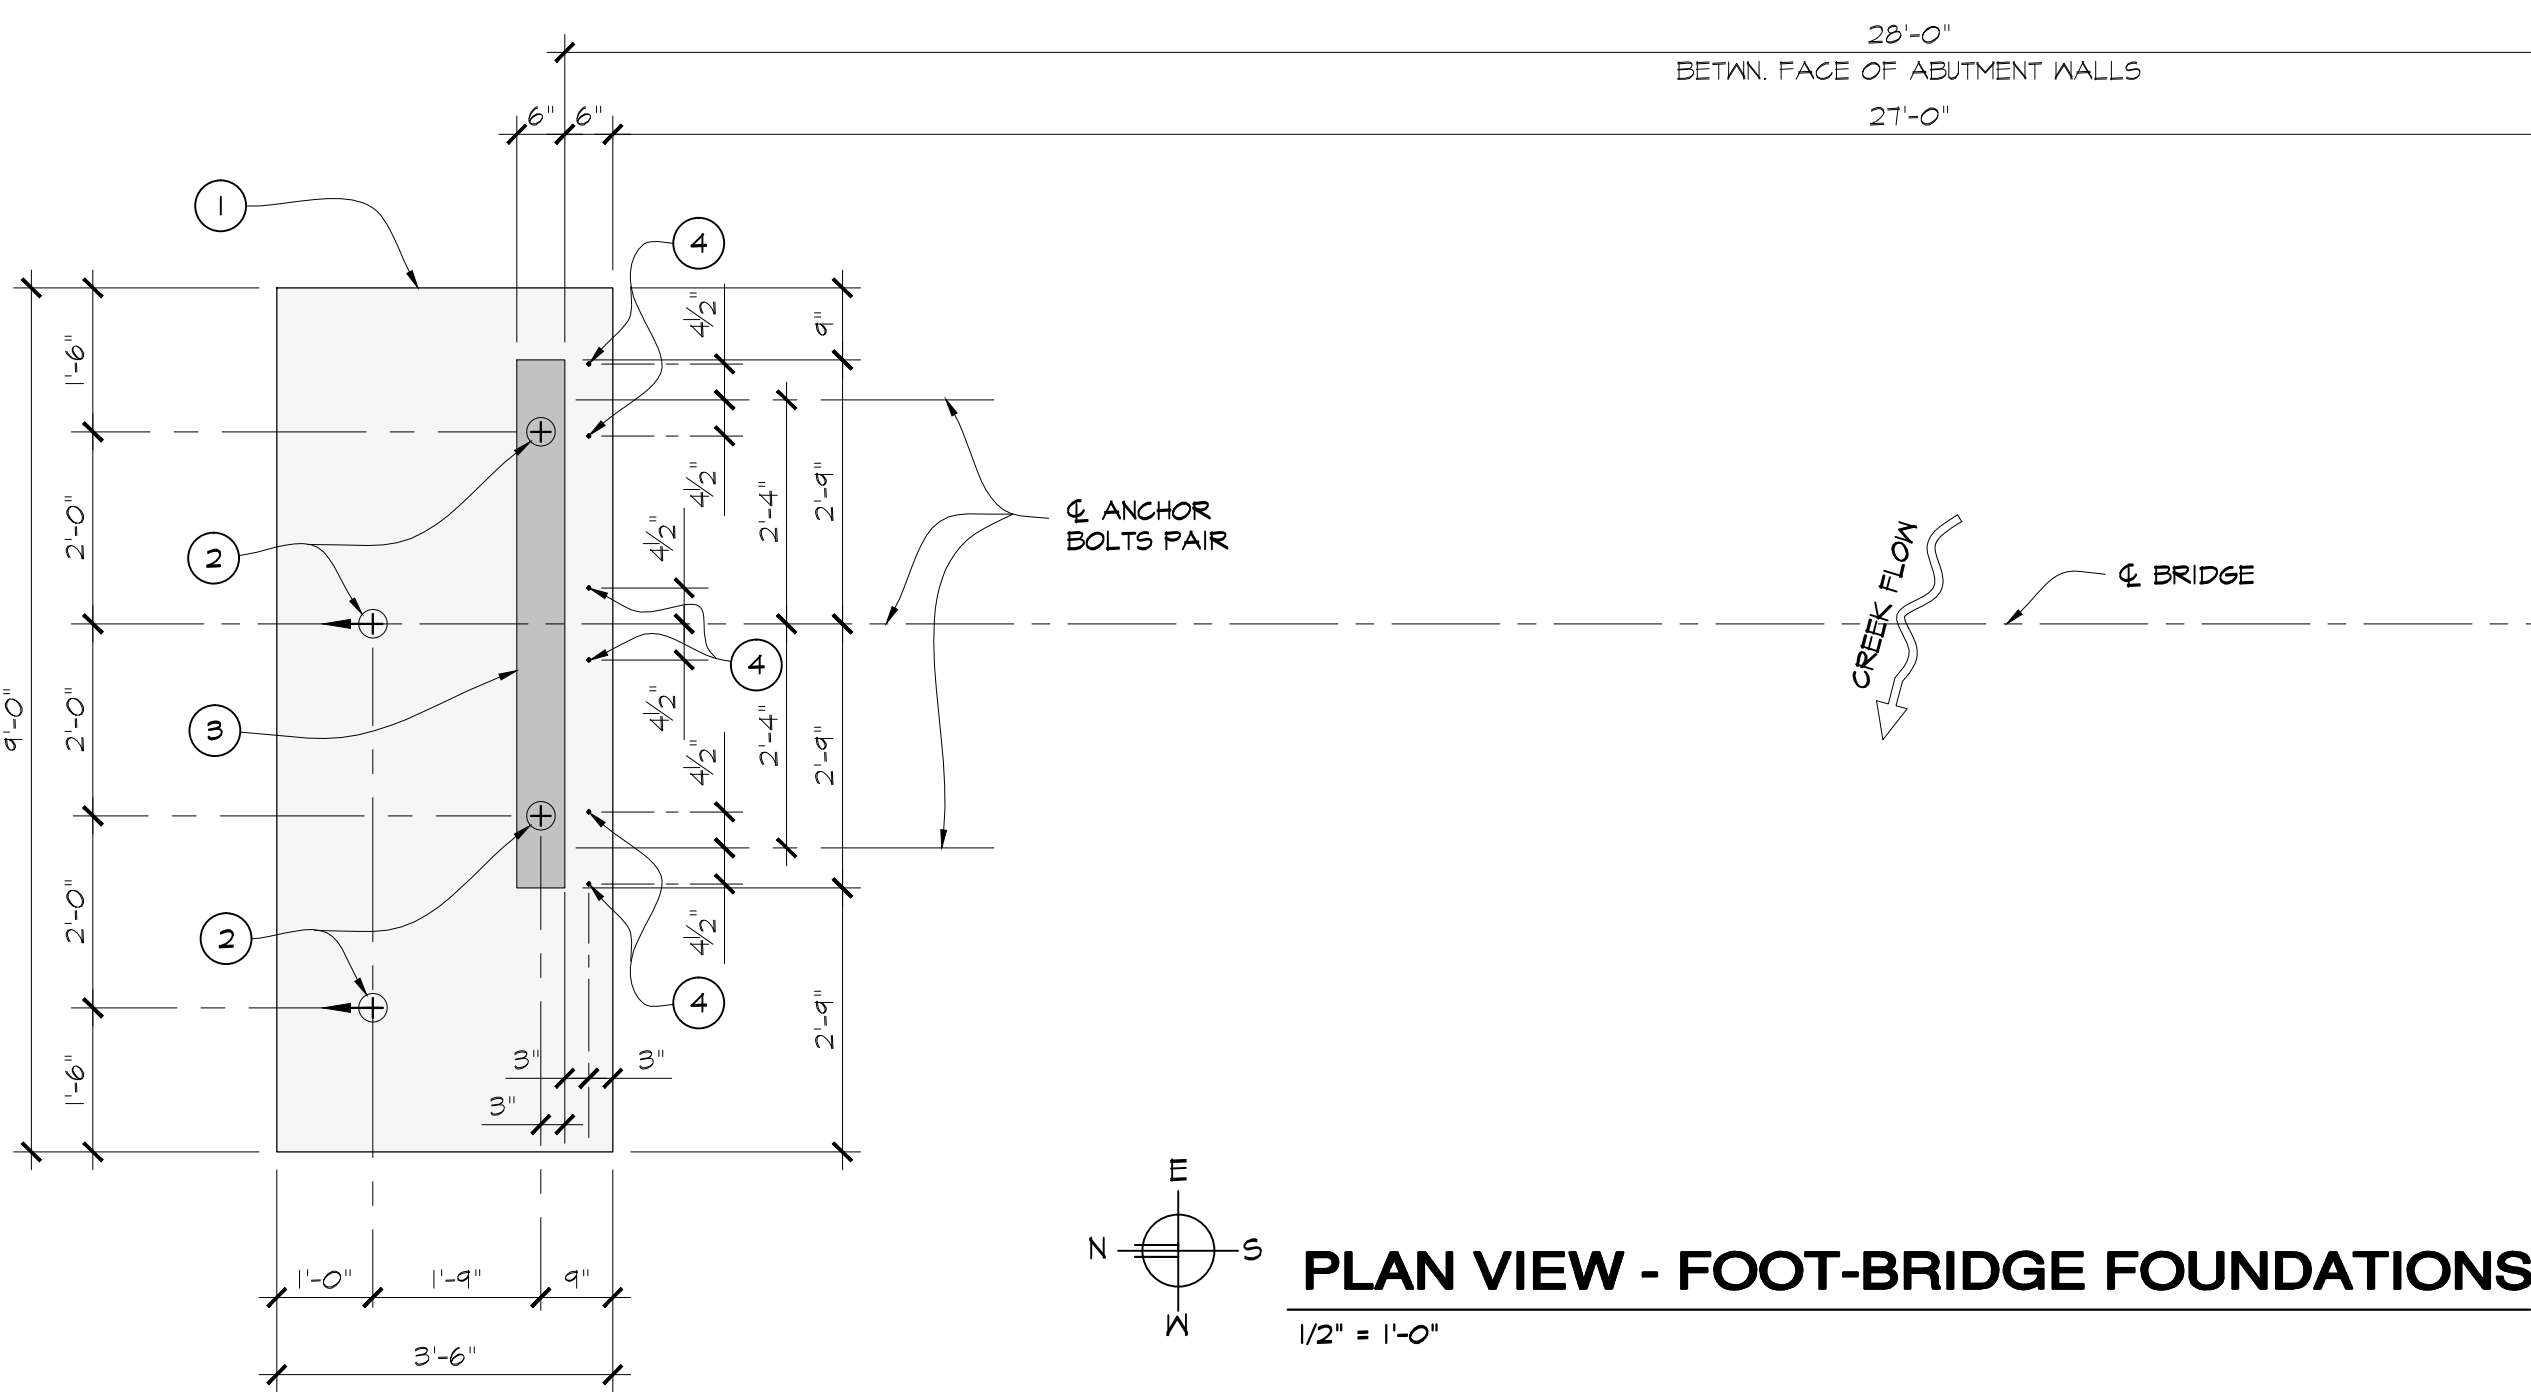 28'-0"
BETWN. FACE OF ABUTMENT WALLS
6" 6" 27'-0"
1
4
4½"
9"
1'-6"
4½"
2'-9"
2'-4"
2'-0"
4½"
℄ ANCHOR
BOLTS PAIR
2
CREEK FLOW
℄ BRIDGE
4
9'-0"
2'-0"
3
4½"
2'-4"
2'-9"
4½"
2'-0"
2
4½"
4
2'-9"
1'-6"
3" 3"
3"
E
N S
W
1'-0" 1'-9" 9"
3'-6"
PLAN VIEW - FOOT-BRIDGE FOUNDATIONS
1/2" = 1'-0"